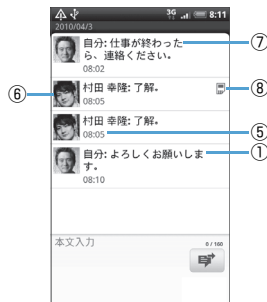 3G 8:11
2010/04/3
自分: 仕事が終わった
ら、連絡ください。
08:02
⑦
村田 幸隆: 了解。
08:05
⑧
⑥
村田 幸隆: 了解。
08:05
⑤
自分: よろしくお願いしま
す。
08:10
①
本文入力
0 / 100